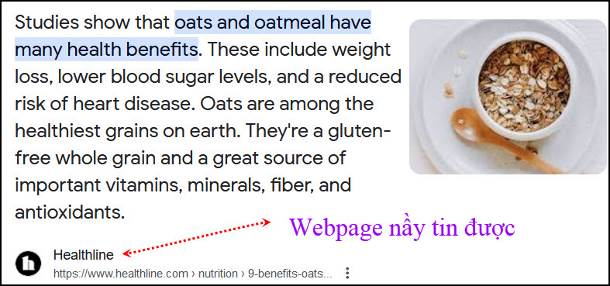 Studies show that oats and oatmeal have
many health benefits. These include weight
loss, lower blood sugar levels, and a reduced
risk of heart disease. Oats are among the
healthiest grains on earth. They're a gluten-
free whole grain and a great source of
important vitamins, minerals, fiber, and
antioxidants.
Webpage nầy tin được
Healthline
https://www.healthline.com › nutrition › 9-benefits-oats...